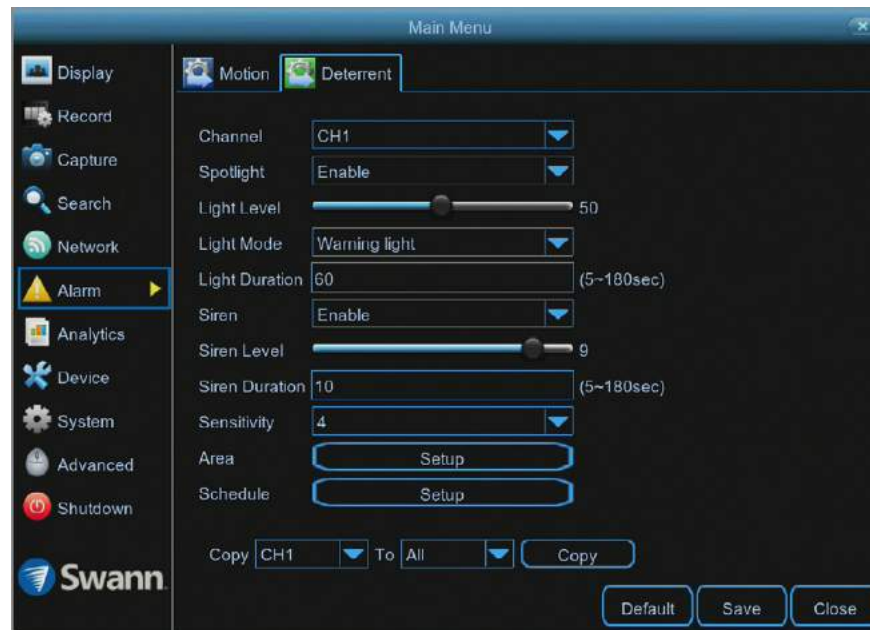 Main Menu
Display
Record
Capture
Search
Network
Alarm
Analytics
Device
System
Advanced
Shutdown
Swann
Motion Deterrent
Channel CH1
Spotlight Enable
Light Level 50
Light Mode Warning light
Light Duration 60 (5~180sec)
Siren Enable
Siren Level 9
Siren Duration 10 (5~180sec)
Sensitivity 4
Area Setup
Schedule Setup
Copy CH1 To All Copy
Default Save Close